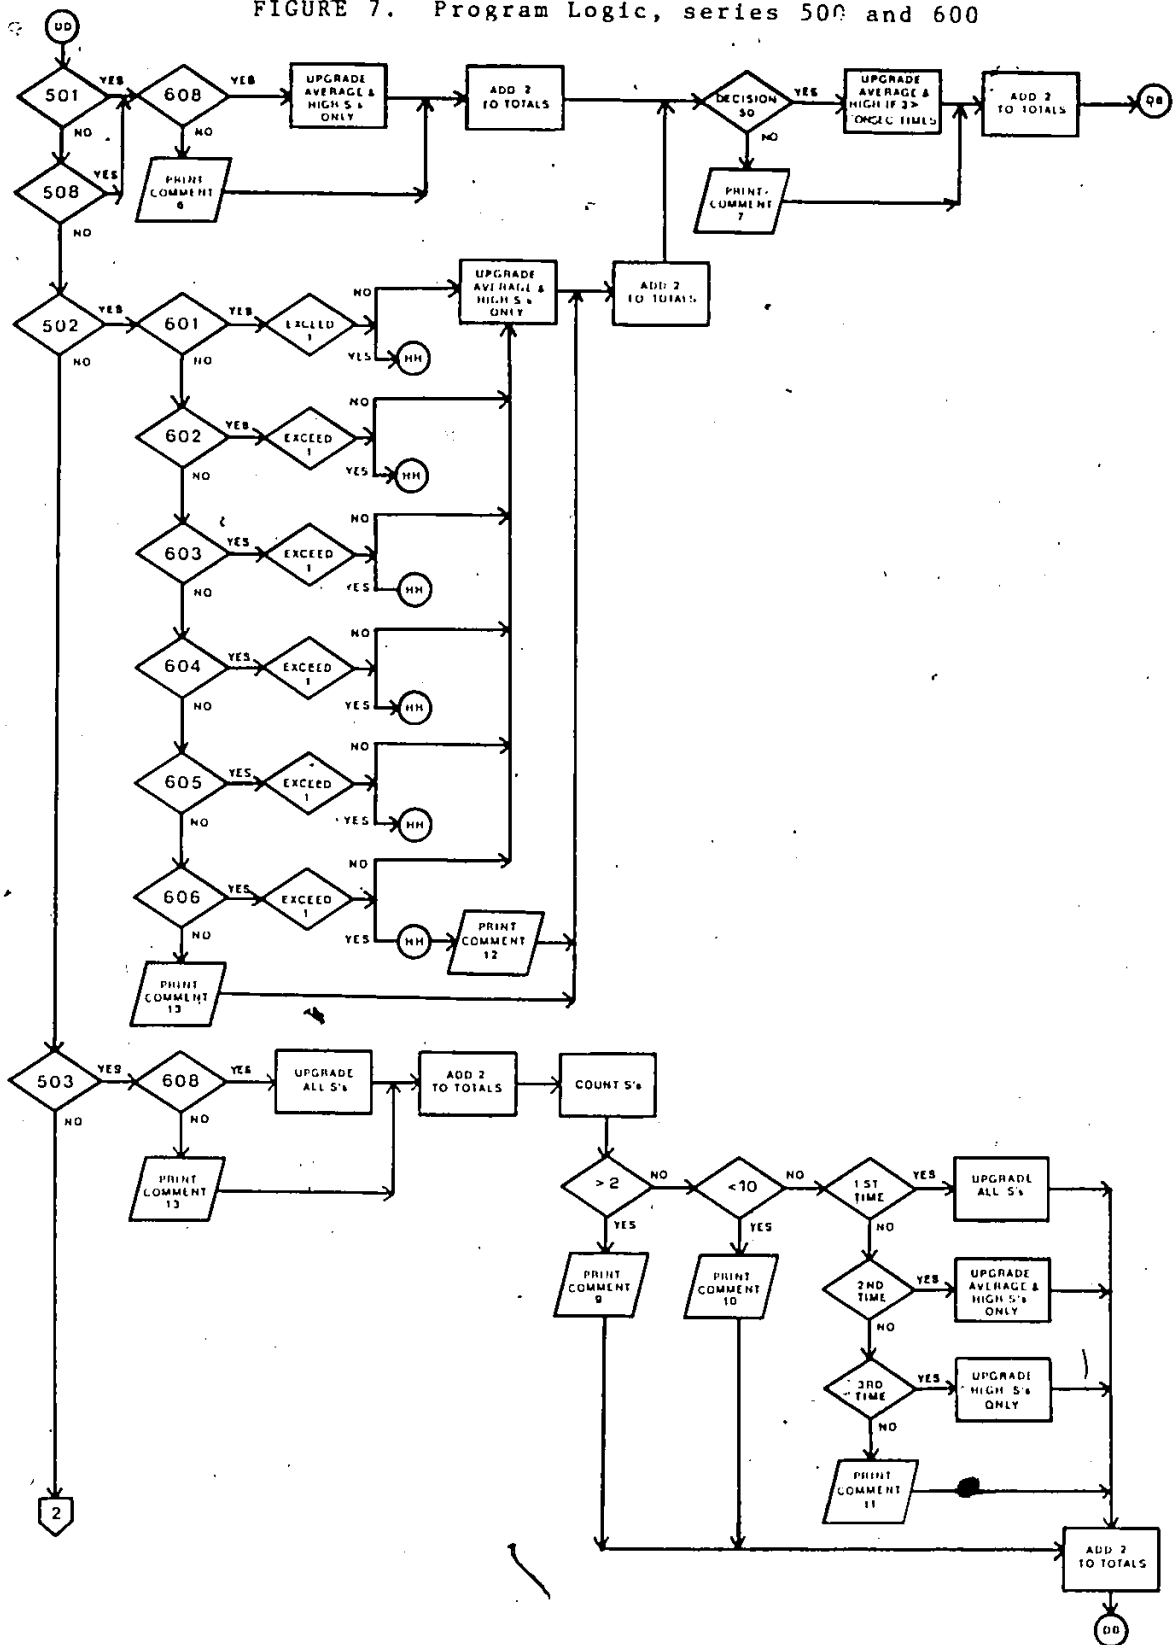 FIGURE 7. Program Logic, series 500 and 600
501
YES
608
YES
UPGRADE
AVERAGE &
HIGH S's
ONLY
ADD 2
TO TOTALS
DECISION
50
YES
UPGRADE
AVERAGE &
HIGH IF 3>
CONSEC TIMES
ADD 2
TO TOTALS
NO
NO
NO
508
YES
PRINT
COMMENT
6
PRINT
COMMENT
7
NO
502
YES
601
YES
EXCEED
1
NO
YES
HH
UPGRADE
AVERAGE &
HIGH S's
ONLY
ADD 2
TO TOTALS
NO
NO
602
YES
EXCEED
1
NO
YES
HH
NO
603
YES
EXCEED
1
NO
YES
HH
NO
604
YES
EXCEED
1
NO
YES
HH
NO
605
YES
EXCEED
1
NO
YES
HH
NO
606
YES
EXCEED
1
NO
YES
HH
PRINT
COMMENT
12
NO
PRINT
COMMENT
13
503
YES
608
YES
UPGRADE
ALL S's
ADD 2
TO TOTALS
COUNT S's
NO
NO
PRINT
COMMENT
13
>2
NO
<10
NO
1ST
TIME
YES
UPGRADE
ALL S's
YES
YES
NO
PRINT
COMMENT
9
PRINT
COMMENT
10
2ND
TIME
YES
UPGRADE
AVERAGE &
HIGH S's
ONLY
NO
3RD
TIME
YES
UPGRADE
HIGH S's
ONLY
NO
PRINT
COMMENT
11
2
ADD 2
TO TOTALS